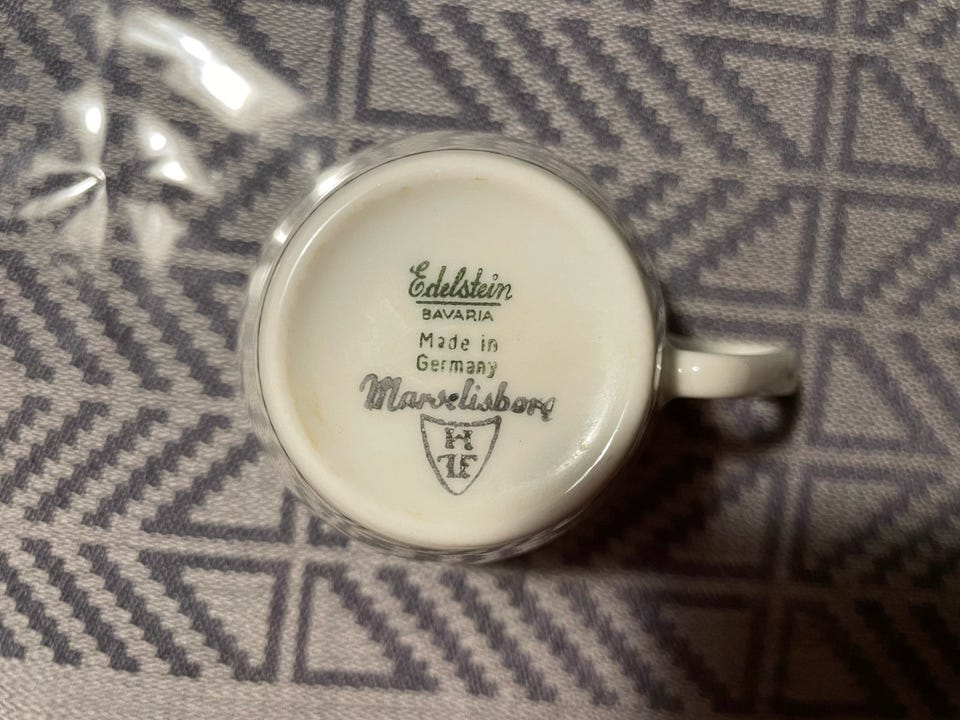 Edelstein
BAVARIA
Made in
Germany
Marselisborg
H